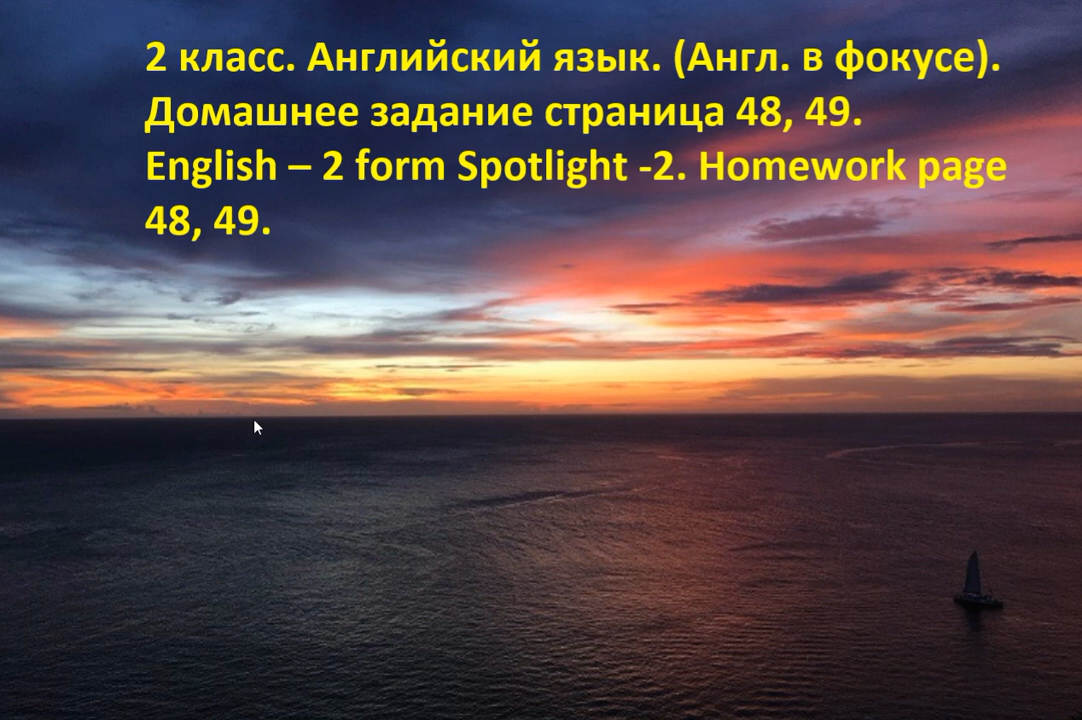 2 класс. Английский язык. (Англ. в фокусе).
Домашнее задание страница 48, 49.
English – 2 form Spotlight -2. Homework page
48, 49.